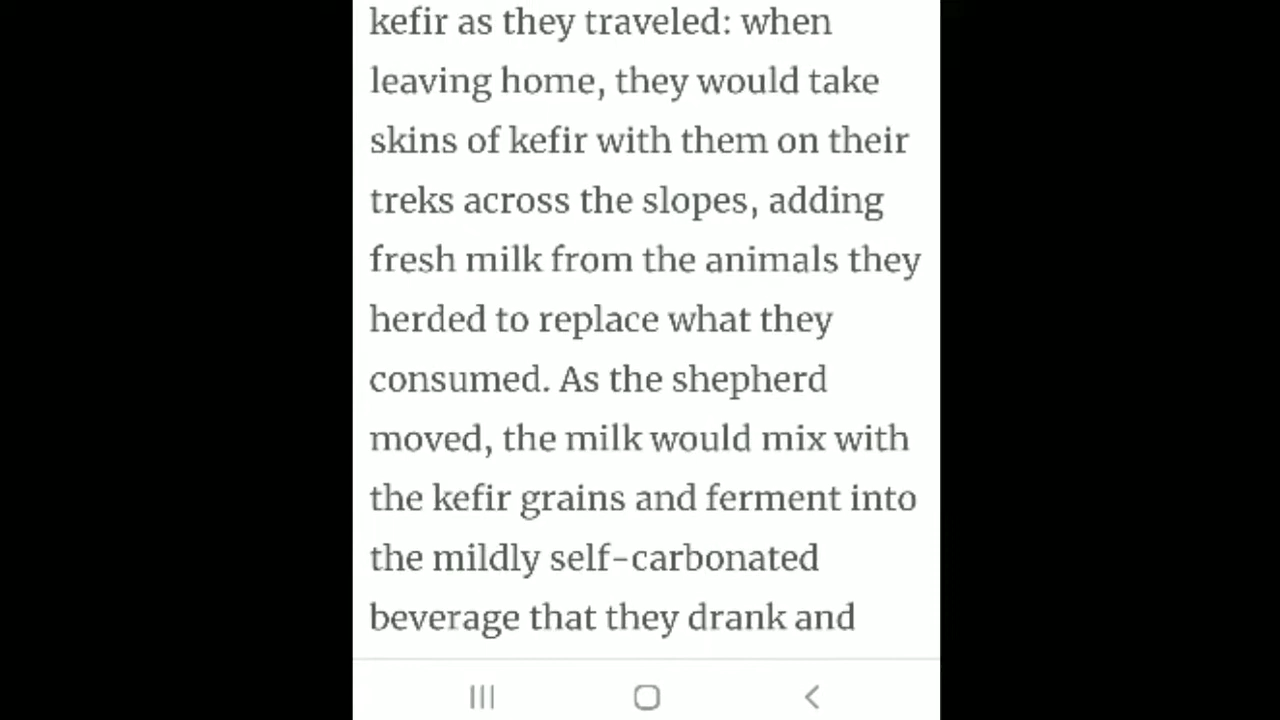 kefir as they traveled: when
leaving home, they would take
skins of kefir with them on their
treks across the slopes, adding
fresh milk from the animals they
herded to replace what they
consumed. As the shepherd
moved, the milk would mix with
the kefir grains and ferment into
the mildly self-carbonated
beverage that they drank and